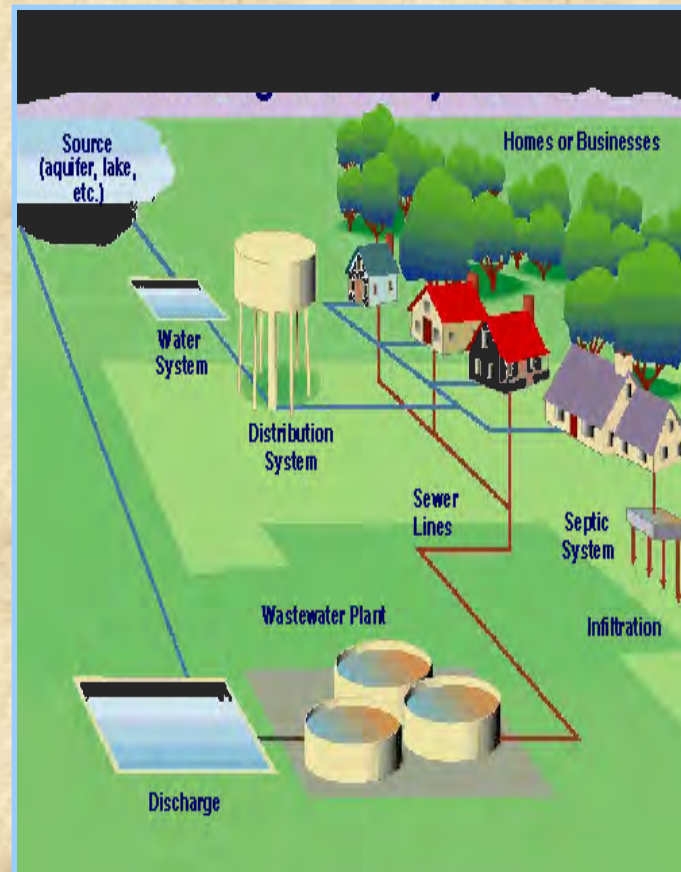 Source
(aquifer, lake,
etc.)
Homes or Businesses
Water
System
Distribution
System
Sewer
Lines
Septic
System
Wastewater Plant
Infiltration
Discharge